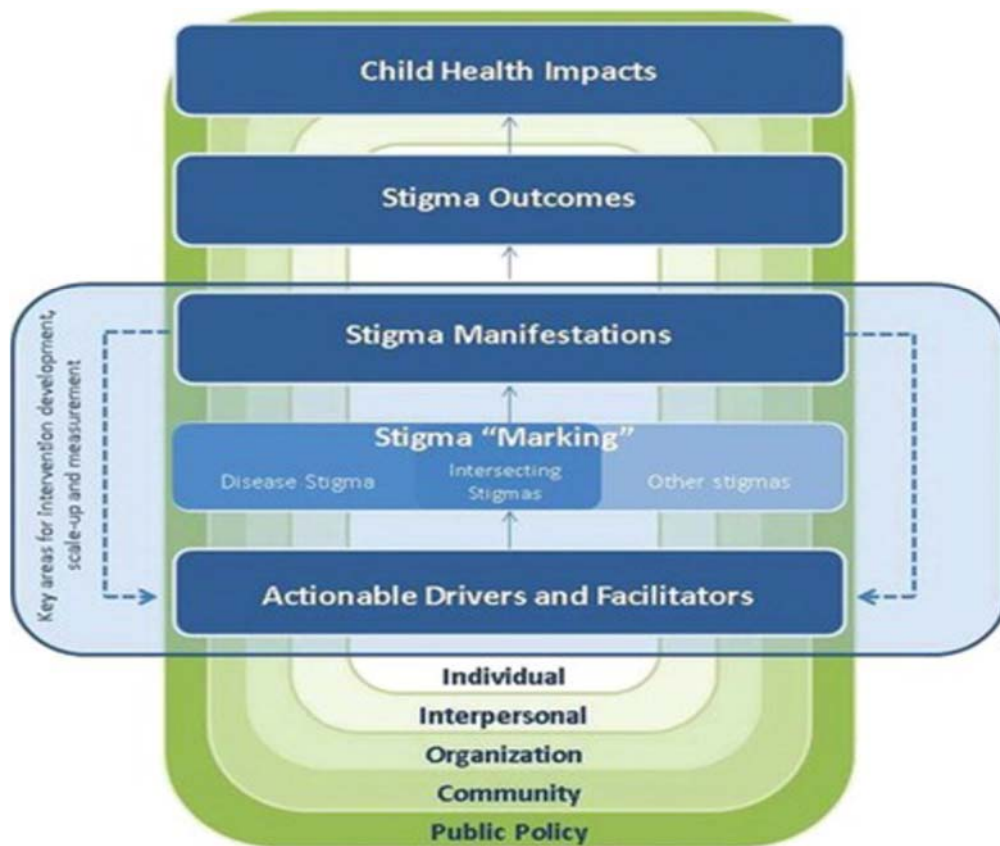 Child Health Impacts
Stigma Outcomes
Key areas for intervention development,
scale-up and measurement
Stigma Manifestations
Stigma “Marking”
Disease Stigma
Intersecting
Stigmas
Other stigmas
Actionable Drivers and Facilitators
Individual
Interpersonal
Organization
Community
Public Policy